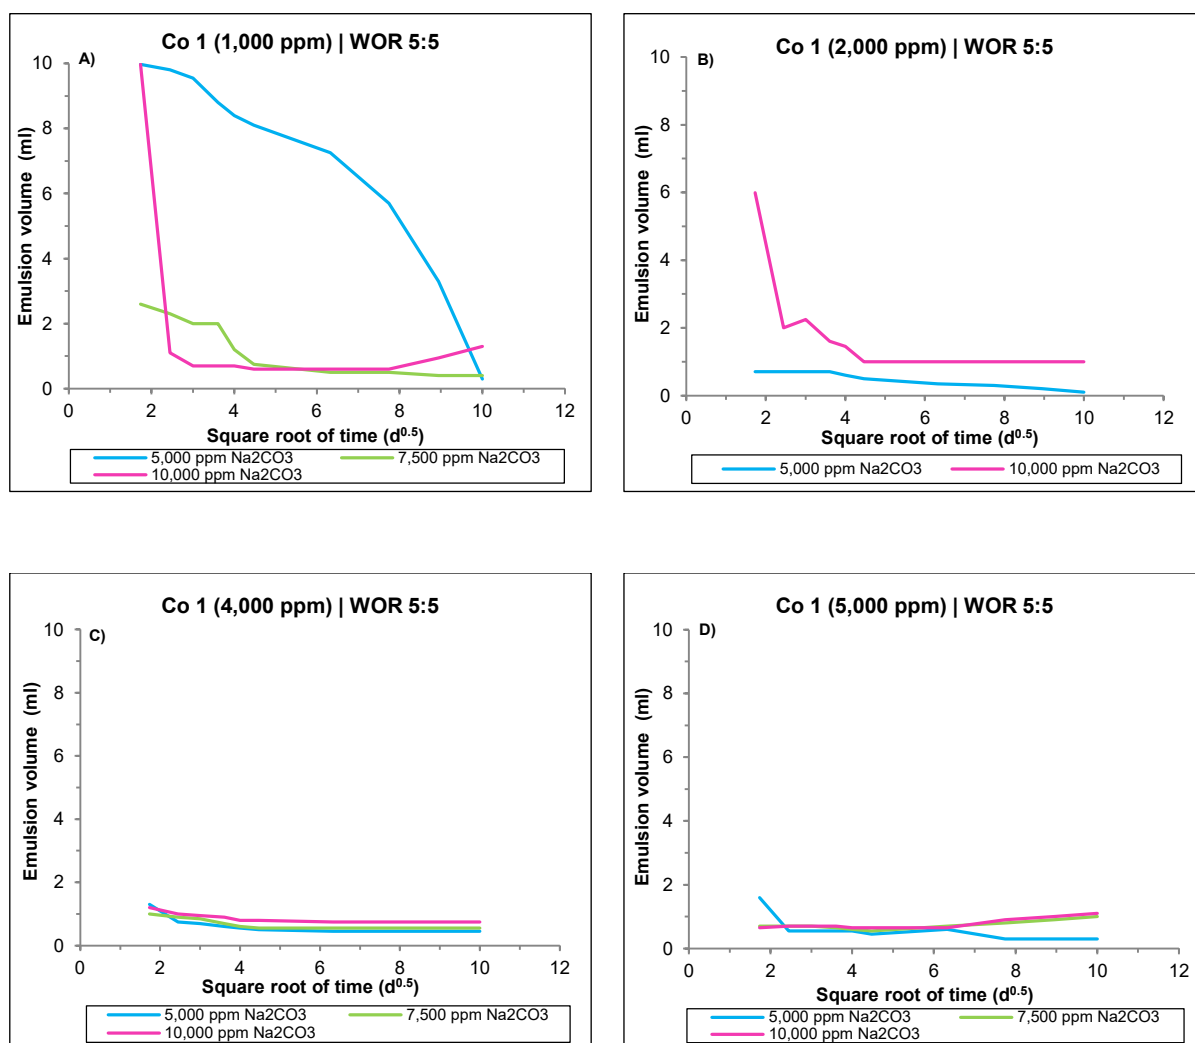 Co 1 (1,000 ppm) | WOR 5:5
A)
Emulsion volume (ml)
10
8
6
4
2
0
0 2 4 6 8 10 12
Square root of time (d0.5)
5,000 ppm Na2CO3 7,500 ppm Na2CO3
10,000 ppm Na2CO3
Co 1 (2,000 ppm) | WOR 5:5
B)
Emulsion volume (ml)
10
8
6
4
2
0
0 2 4 6 8 10 12
Square root of time (d0.5)
5,000 ppm Na2CO3 10,000 ppm Na2CO3
Co 1 (4,000 ppm) | WOR 5:5
C)
Emulsion volume (ml)
10
8
6
4
2
0
0 2 4 6 8 10 12
Square root of time (d0.5)
5,000 ppm Na2CO3 7,500 ppm Na2CO3
10,000 ppm Na2CO3
Co 1 (5,000 ppm) | WOR 5:5
D)
Emulsion volume (ml)
10
8
6
4
2
0
0 2 4 6 8 10 12
Square root of time (d0.5)
5,000 ppm Na2CO3 7,500 ppm Na2CO3
10,000 ppm Na2CO3